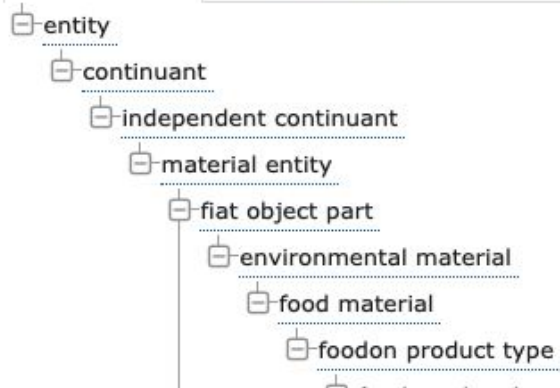 entity
continuant
independent continuant
material entity
fiat object part
environmental material
food material
foodon product type